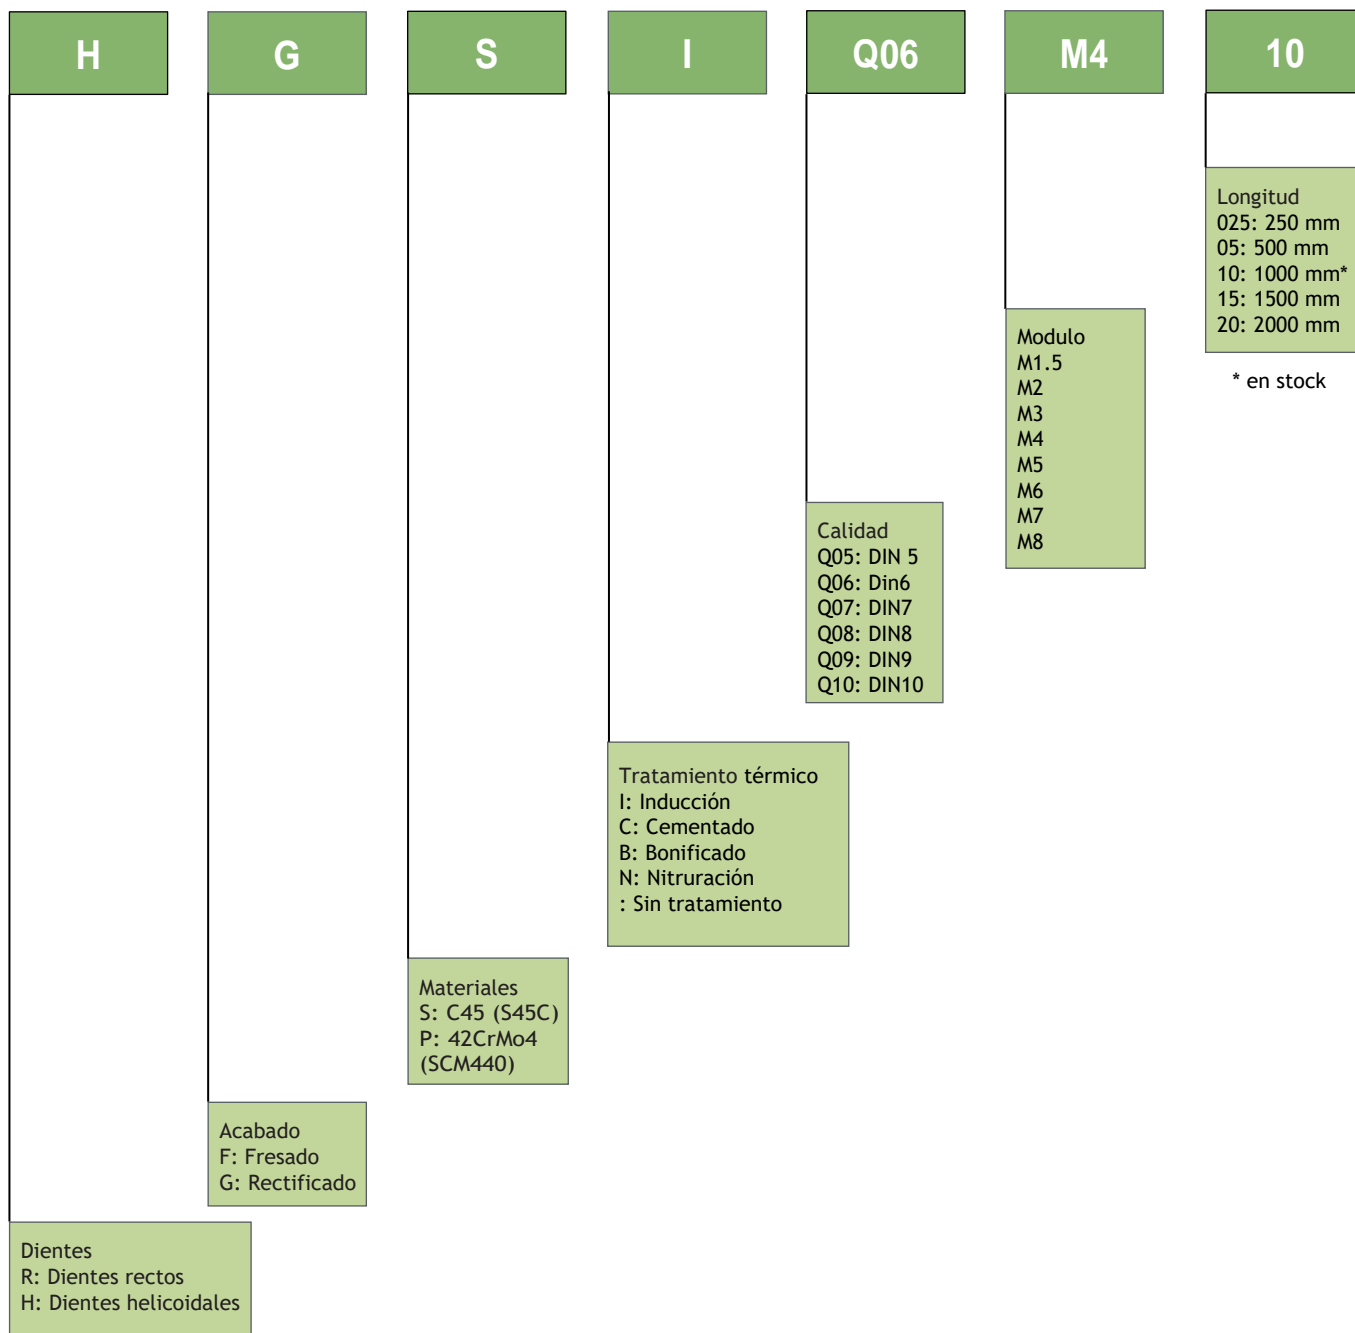 H
G
S
I
Q06
M4
10
Longitud
025: 250 mm
05: 500 mm
10: 1000 mm*
15: 1500 mm
20: 2000 mm
* en stock
Modulo
M1.5
M2
M3
M4
M5
M6
M7
M8
Calidad
Q05: DIN 5
Q06: Din6
Q07: DIN7
Q08: DIN8
Q09: DIN9
Q10: DIN10
Tratamiento térmico
I: Inducción
C: Cementado
B: Bonificado
N: Nitruración
: Sin tratamiento
Materiales
S: C45 (S45C)
P: 42CrMo4
(SCM440)
Acabado
F: Fresado
G: Rectificado
Dientes
R: Dientes rectos
H: Dientes helicoidales